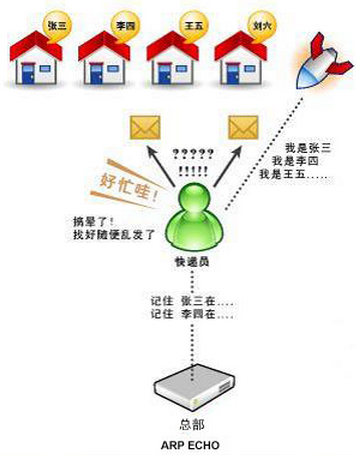 张三
李四
王五
刘六
?????
!!!!!
我是张三
我是李四
我是王五.....
好忙哇!
搞晕了!
找好随便乱发了
快递员
记住 张三在....
记住 李四在....
总部
ARP ECHO